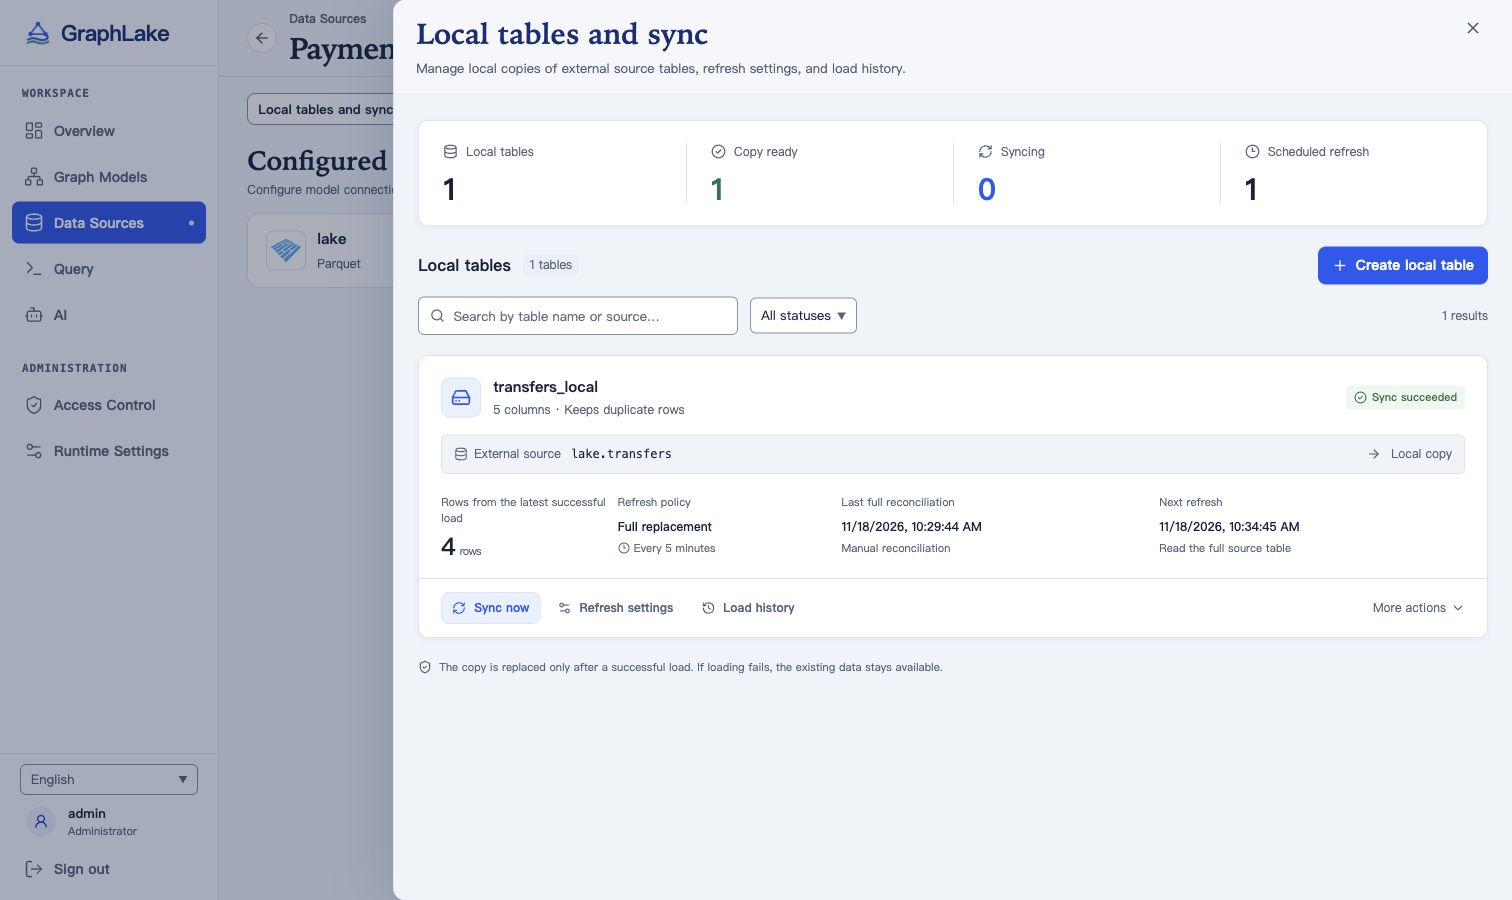 GraphLake
WORKSPACE
Overview
Graph Models
Data Sources
Query
AI
ADMINISTRATION
Access Control
Runtime Settings
English
admin
Administrator
Sign out
Data Sources
Paymen
Local tables and sync
Configured
Configure model connecti
lake
Parquet
Local tables and sync
Manage local copies of external source tables, refresh settings, and load history.
Local tables
1
Copy ready
1
Syncing
0
Scheduled refresh
1
Local tables 1 tables
Create local table
Search by table name or source...
All statuses
1 results
transfers_local
5 columns · Keeps duplicate rows
Sync succeeded
External source lake.transfers
Local copy
Rows from the latest successful
load
4 rows
Refresh policy
Full replacement
Every 5 minutes
Last full reconciliation
11/18/2026, 10:29:44 AM
Manual reconciliation
Next refresh
11/18/2026, 10:34:45 AM
Read the full source table
Sync now
Refresh settings
Load history
More actions
The copy is replaced only after a successful load. If loading fails, the existing data stays available.